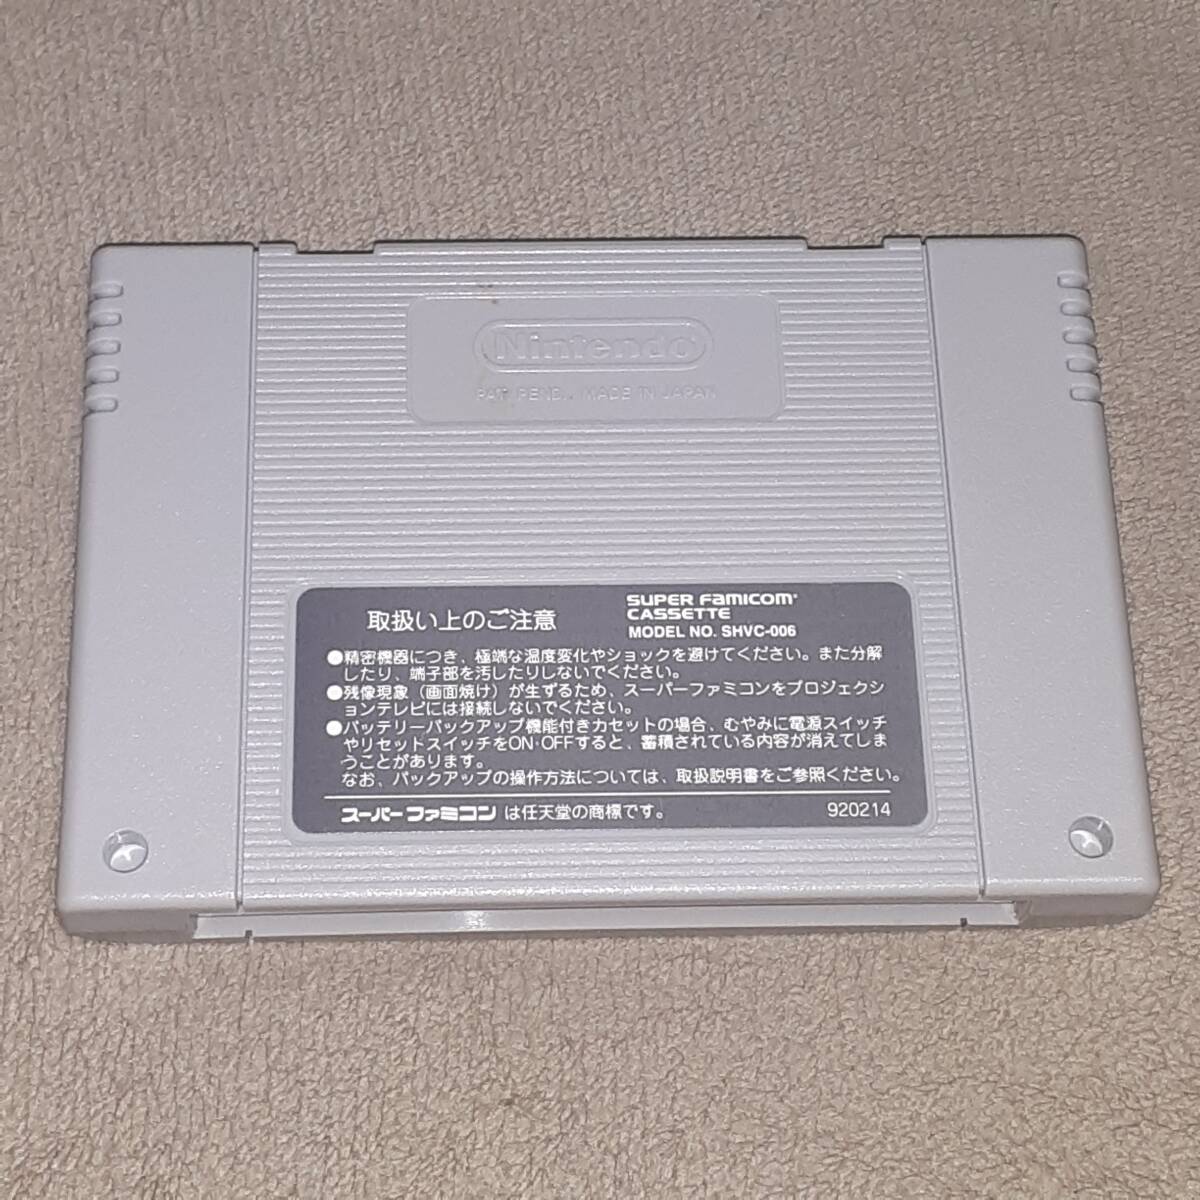 Nintendo
PAT. PEND. MADE IN JAPAN
取扱い上のご注意
SUPER FAMICOM
CASSETTE
MODEL NO. SHVC-006
●精密機器につき、極端な温度変化やショックを避けてください。また分解
したり、端子部を汚したりしないでください。
●残像現象（画面焼け）が生ずるため、スーパーファミコンをプロジェクシ
ョンテレビには接続しないでください。
●バッテリーバックアップ機能付きカセットの場合、むやみに電源スイッチ
やリセットスイッチをON・OFFすると、蓄積されている内容が消えてしま
うことがあります。
なお、バックアップの操作方法については、取扱説明書をご参照ください。
スーパーファミコン は任天堂の商標です。 920214